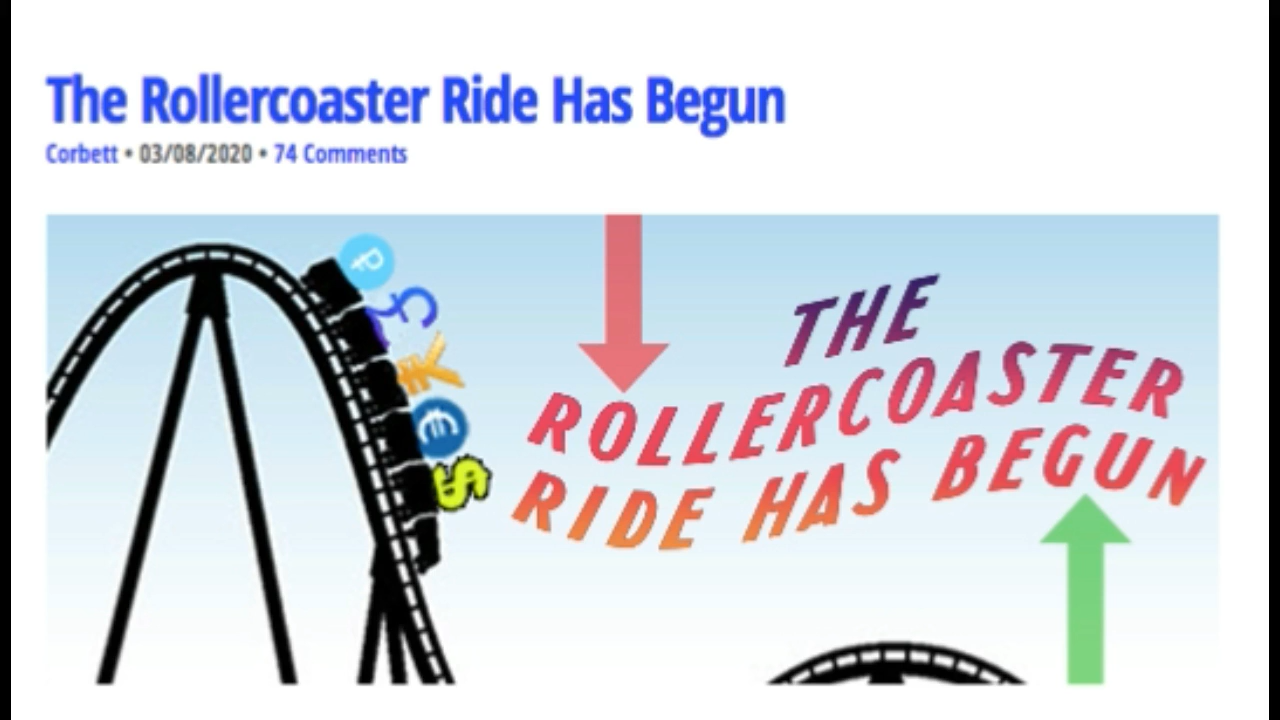 The Rollercoaster Ride Has Begun
Corbett • 03/08/2020 • 74 Comments
THE
ROLLERCOASTER
RIDE HAS BEGUN
₽
£
¥
€
$